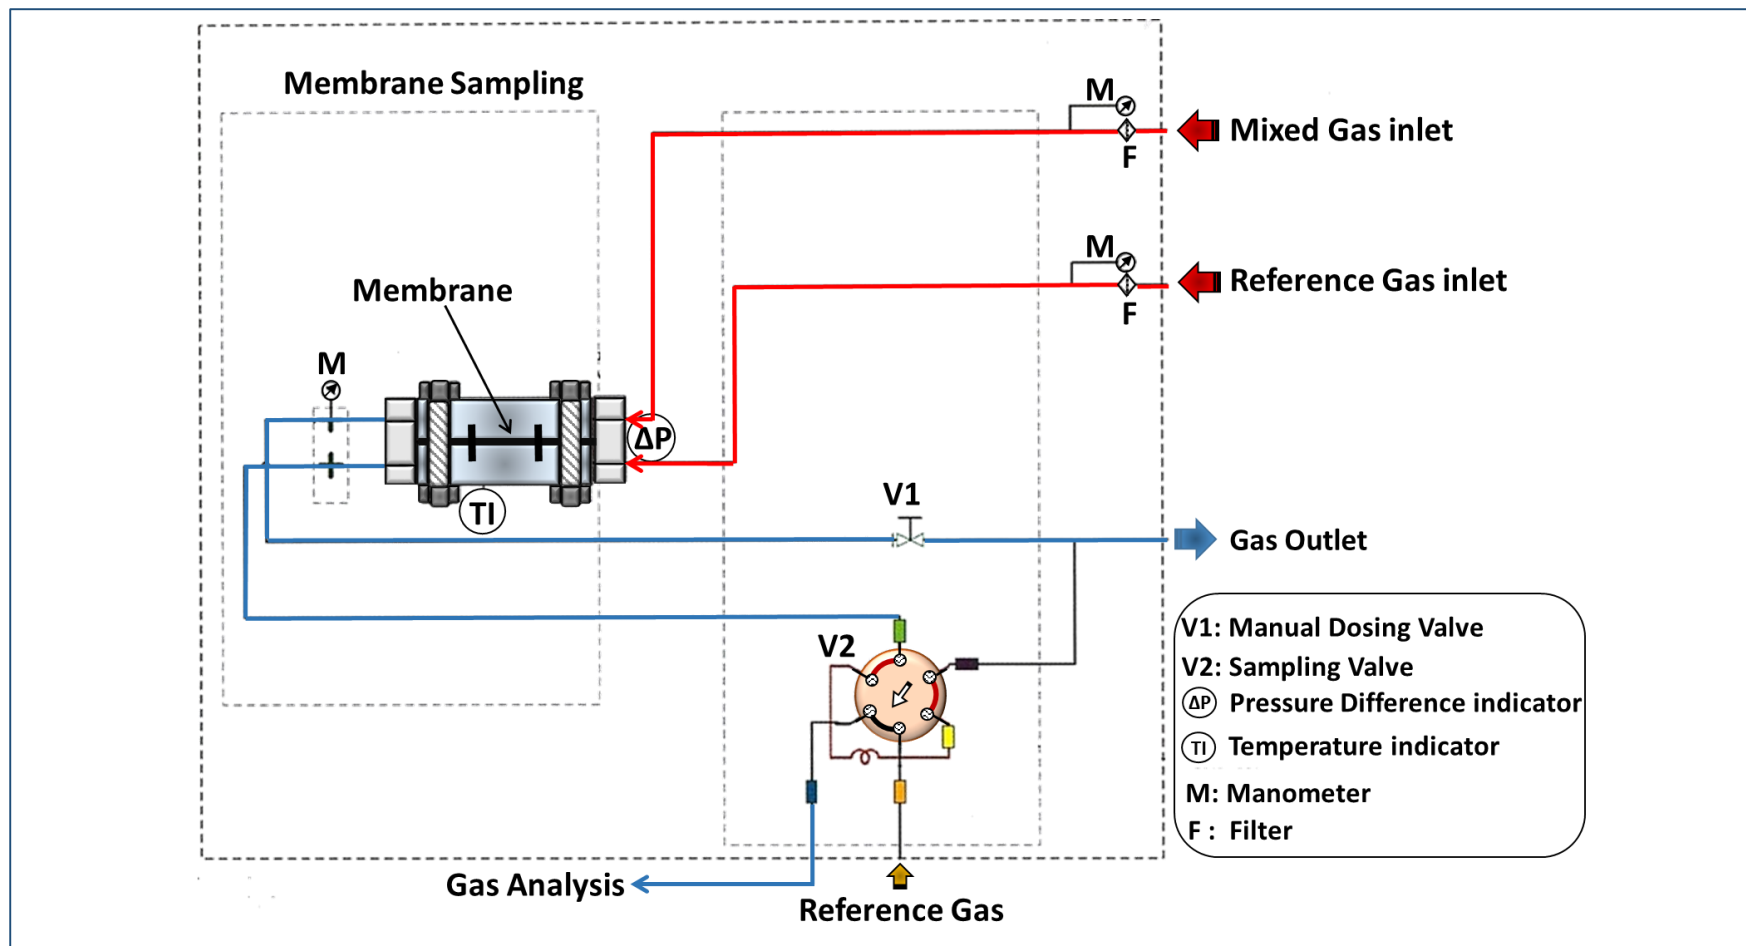 Membrane Sampling
M
Mixed Gas inlet
F
M
Reference Gas inlet
F
Membrane
M
ΔP
TI
V1
Gas Outlet
V2
V1: Manual Dosing Valve
V2: Sampling Valve
ΔP Pressure Difference indicator
TI Temperature indicator
M: Manometer
F : Filter
Gas Analysis
Reference Gas